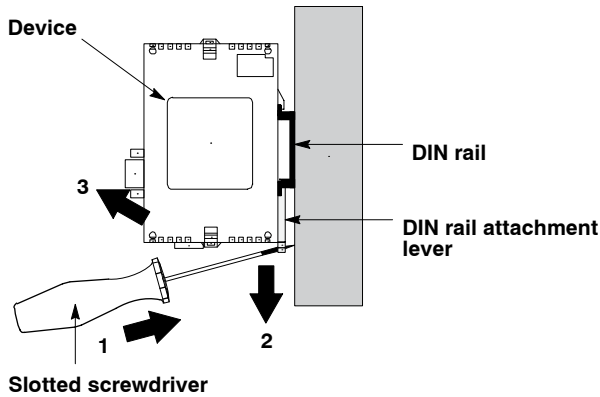 Device
DIN rail
3
DIN rail attachment
lever
2
1
Slotted screwdriver